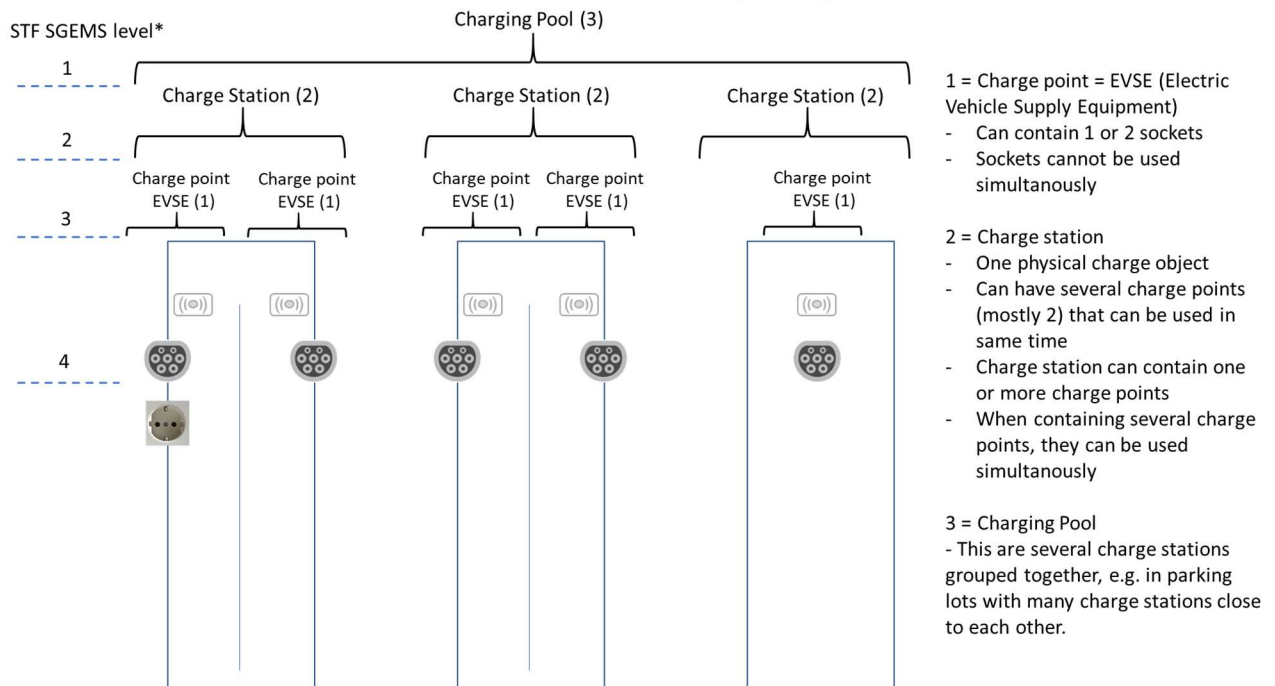 Charging Pool (3)
STF SGEMS level*
1
Charge Station (2)
Charge Station (2)
Charge Station (2)
2
Charge point
EVSE (1)
Charge point
EVSE (1)
Charge point
EVSE (1)
Charge point
EVSE (1)
Charge point
EVSE (1)
3
4
1 = Charge point = EVSE (Electric
Vehicle Supply Equipment)
- Can contain 1 or 2 sockets
- Sockets cannot be used
simultanously
2 = Charge station
- One physical charge object
- Can have several charge points
(mostly 2) that can be used in
same time
- Charge station can contain one
or more charge points
- When containing several charge
points, they can be used
simultanously
3 = Charging Pool
- This are several charge stations
grouped together, e.g. in parking
lots with many charge stations close
to each other.